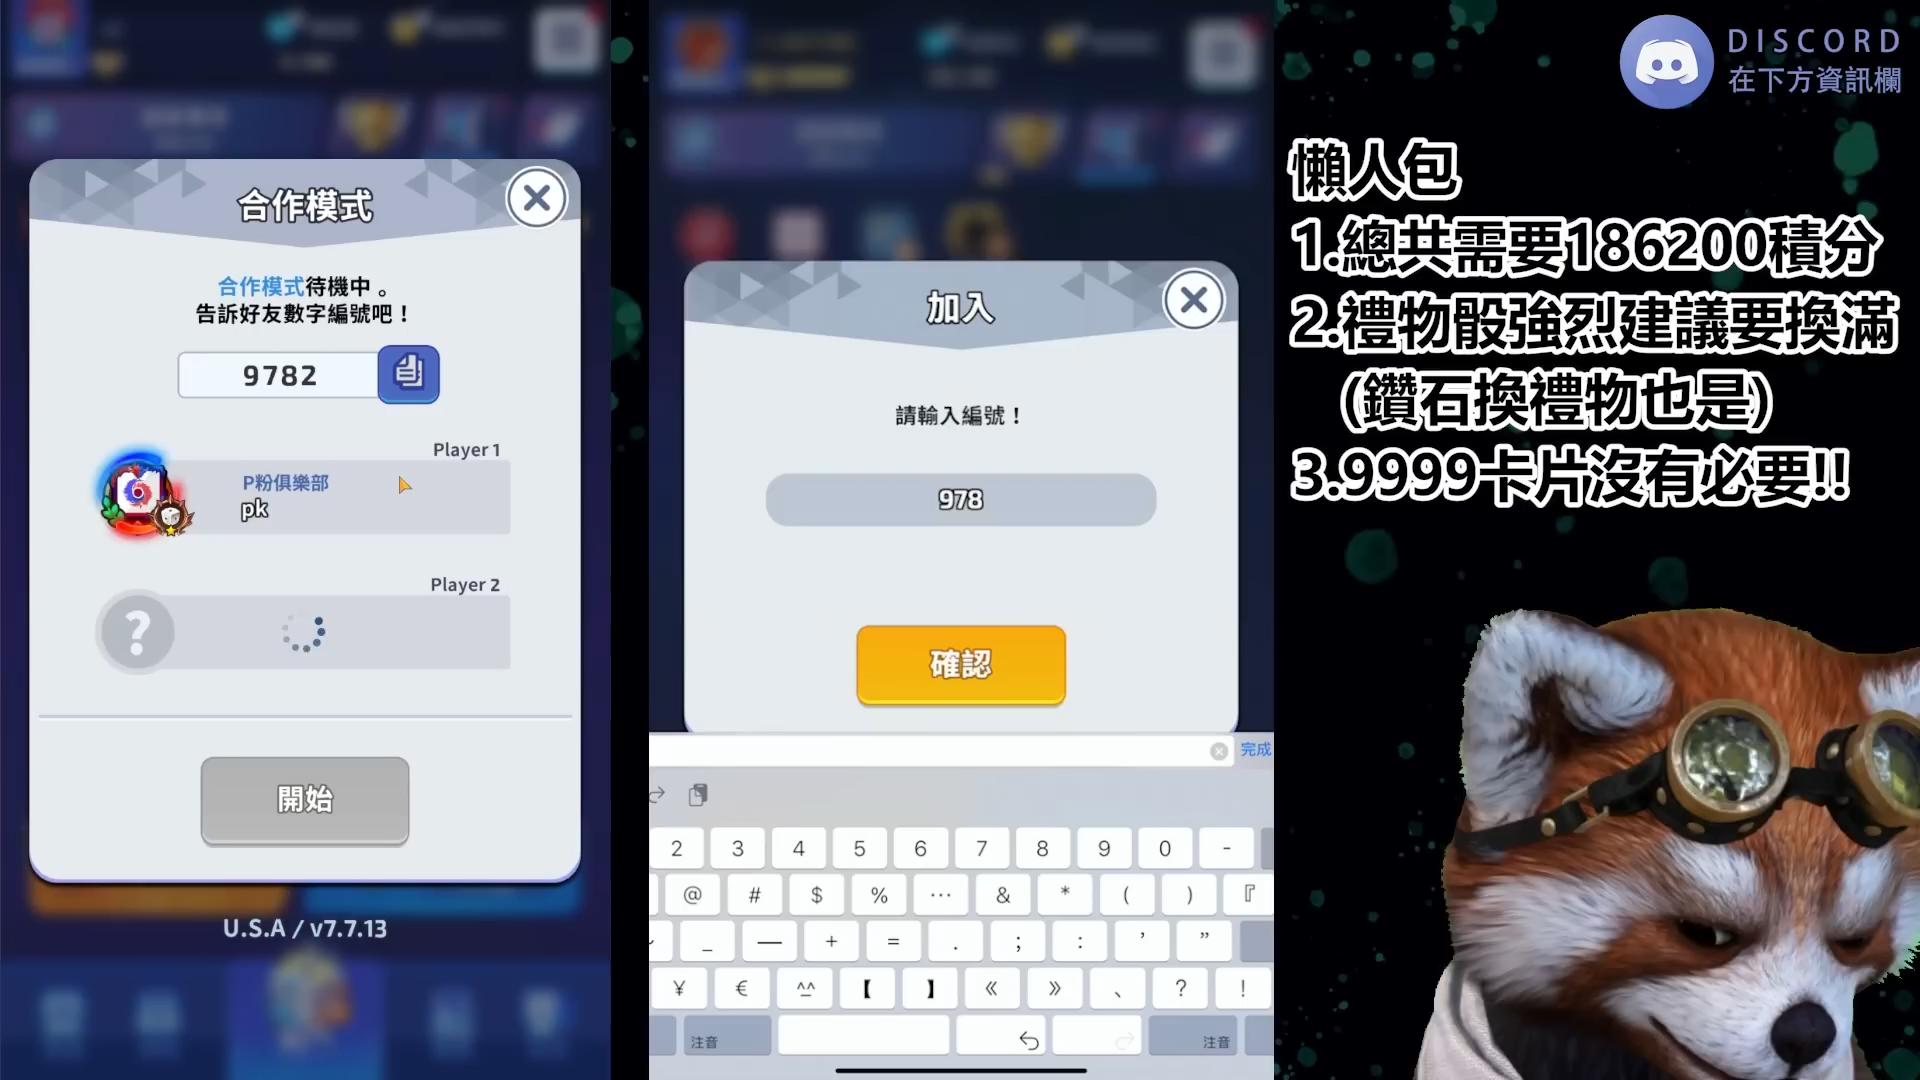 合作模式
合作模式待機中。
告訴好友數字編號吧！
9782
Player 1
P粉俱樂部
pk
Player 2
?
開始
U.S.A / v7.7.13
加入
請輸入編號！
978
確認
完成
2 3 4 5 6 7 8 9 0 -
@ # $ % … & * ( ) 『
_ — + = . ; : ’ ”
¥ € ^^ 【 】 « » 、 ? !
注音 注音
DISCORD
在下方資訊欄
懶人包
1.總共需要186200積分
2.禮物骰強烈建議要換滿
(鑽石換禮物也是)
3.9999卡片沒有必要!!